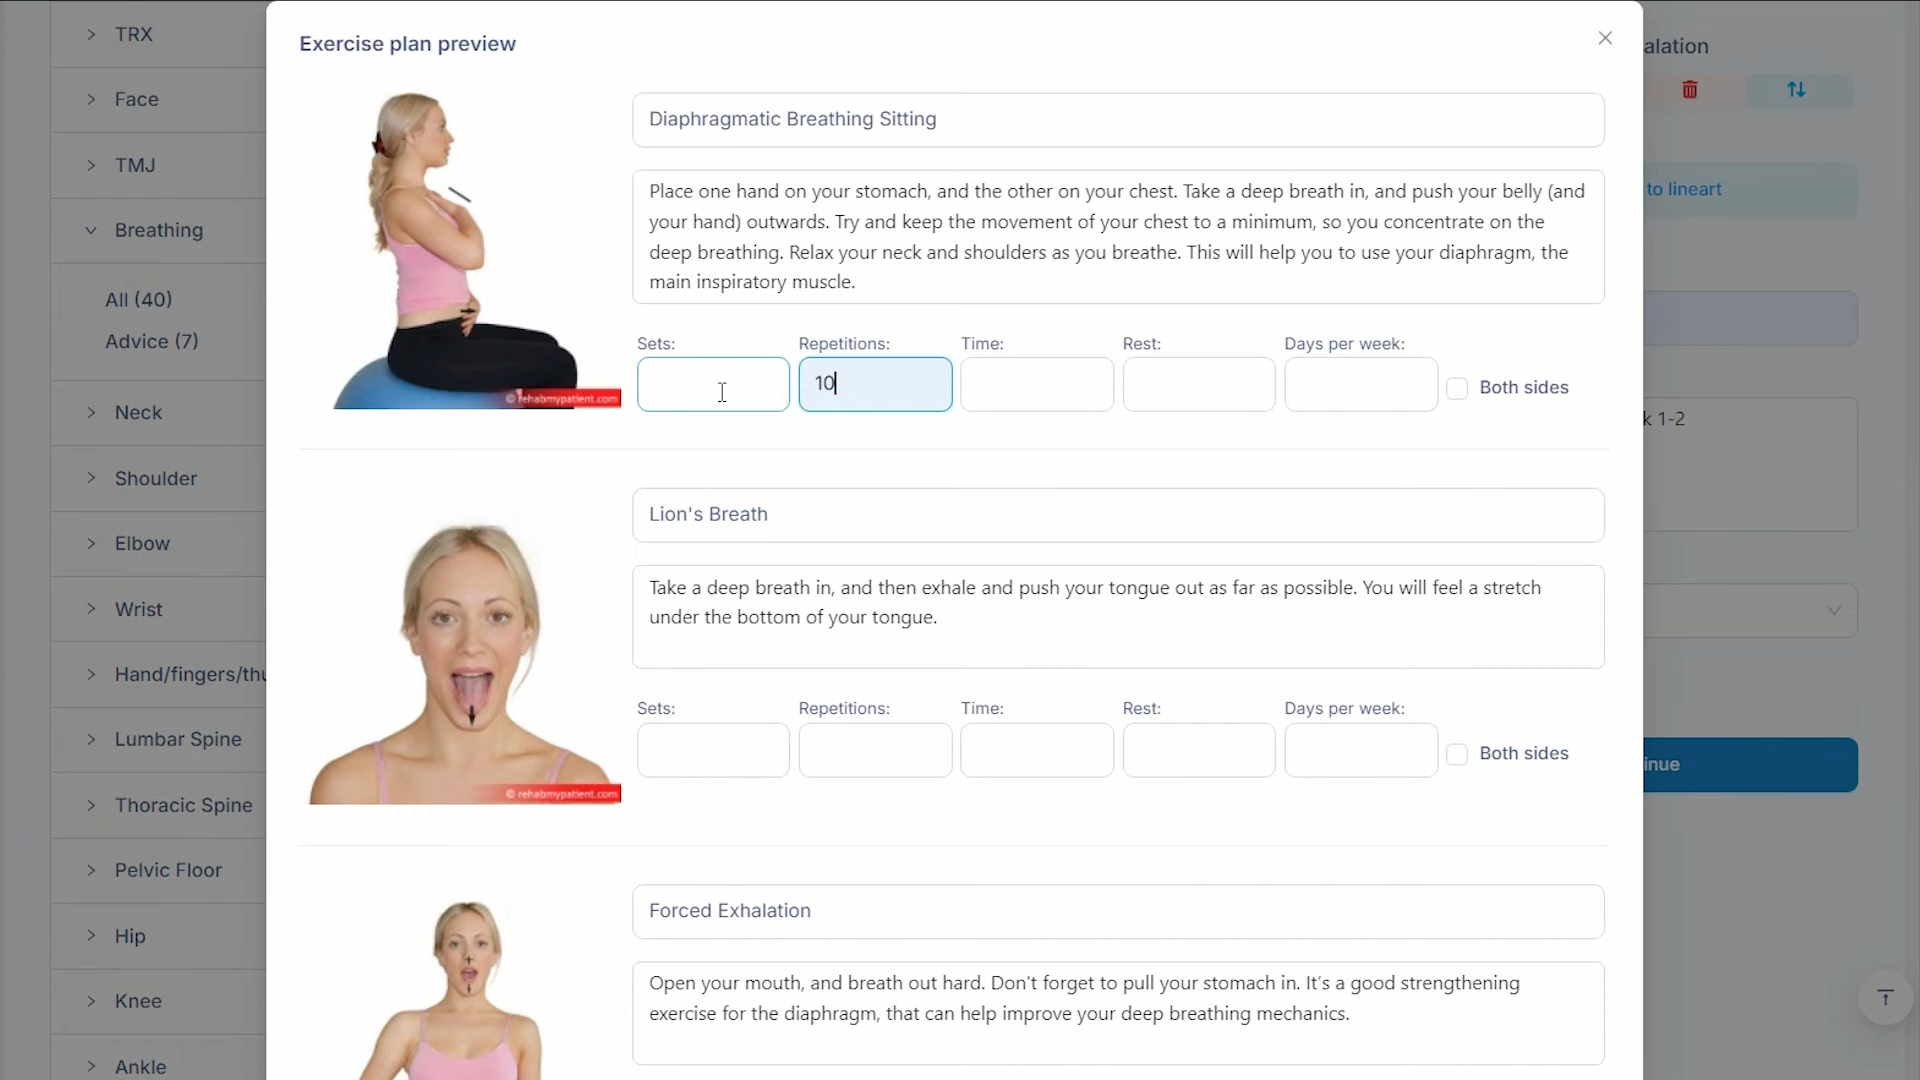 TRX
Face
TMJ
Breathing
All (40)
Advice (7)
Neck
Shoulder
Elbow
Wrist
Hand/fingers/thu
Lumbar Spine
Thoracic Spine
Pelvic Floor
Hip
Knee
Ankle
Exercise plan preview
Diaphragmatic Breathing Sitting
Place one hand on your stomach, and the other on your chest. Take a deep breath in, and push your belly (and
your hand) outwards. Try and keep the movement of your chest to a minimum, so you concentrate on the
deep breathing. Relax your neck and shoulders as you breathe. This will help you to use your diaphragm, the
main inspiratory muscle.
© rehabmypatient.com
Sets: Repetitions: Time: Rest: Days per week:
10
Both sides
Lion's Breath
Take a deep breath in, and then exhale and push your tongue out as far as possible. You will feel a stretch
under the bottom of your tongue.
Sets: Repetitions: Time: Rest: Days per week:
Both sides
© rehabmypatient.com
Forced Exhalation
Open your mouth, and breath out hard. Don't forget to pull your stomach in. It's a good strengthening
exercise for the diaphragm, that can help improve your deep breathing mechanics.
alation
to lineart
k 1-2
inue